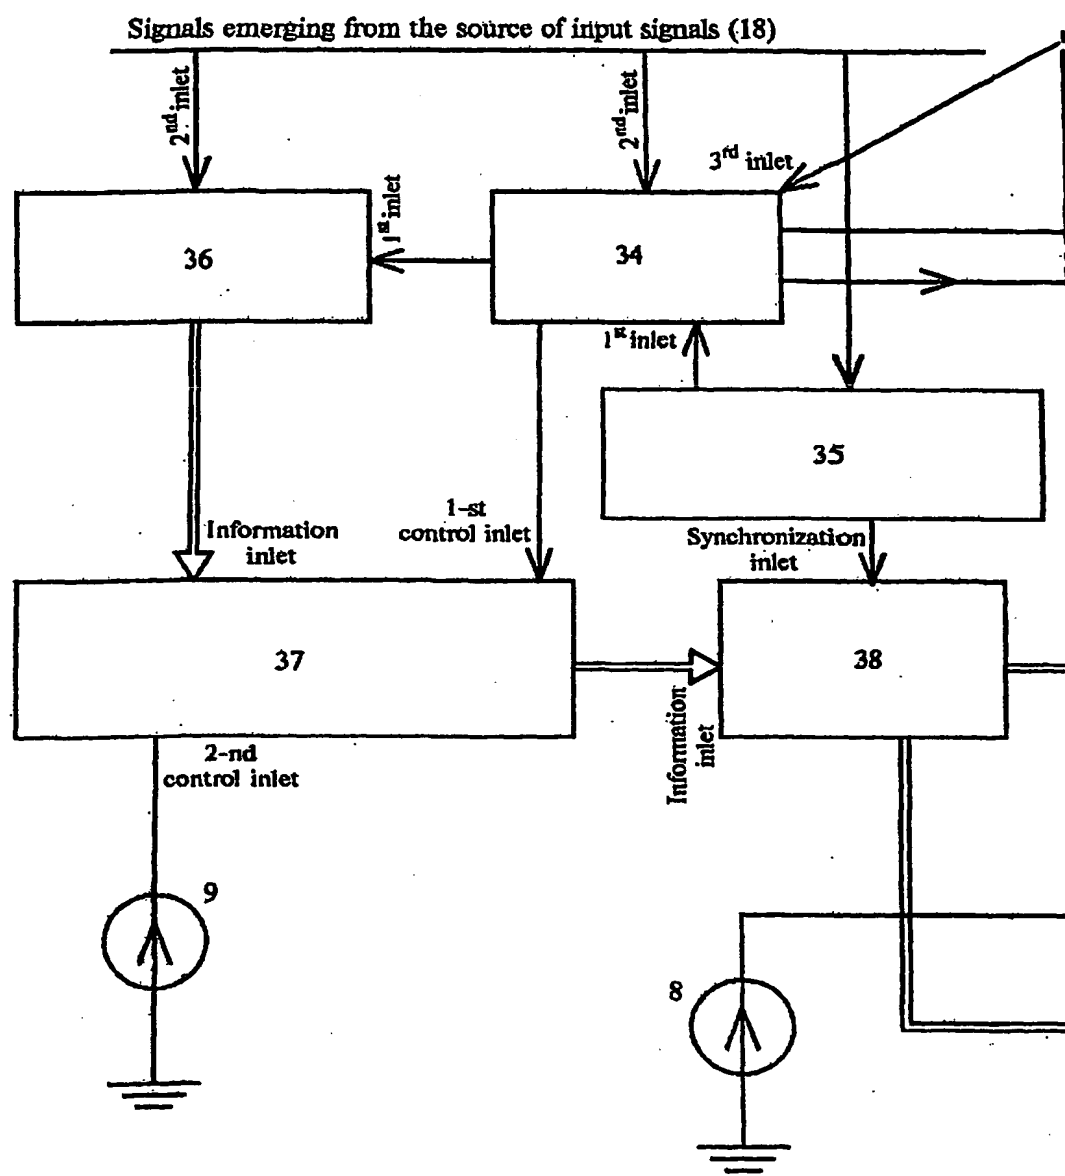 Signals emerging from the source of input signals (18)
2nd inlet
2nd inlet
3rd inlet
1st inlet
36
34
1st inlet
35
Information
inlet
1-st
control inlet
Synchronization
inlet
37
38
Information
inlet
2-nd
control inlet
9
8